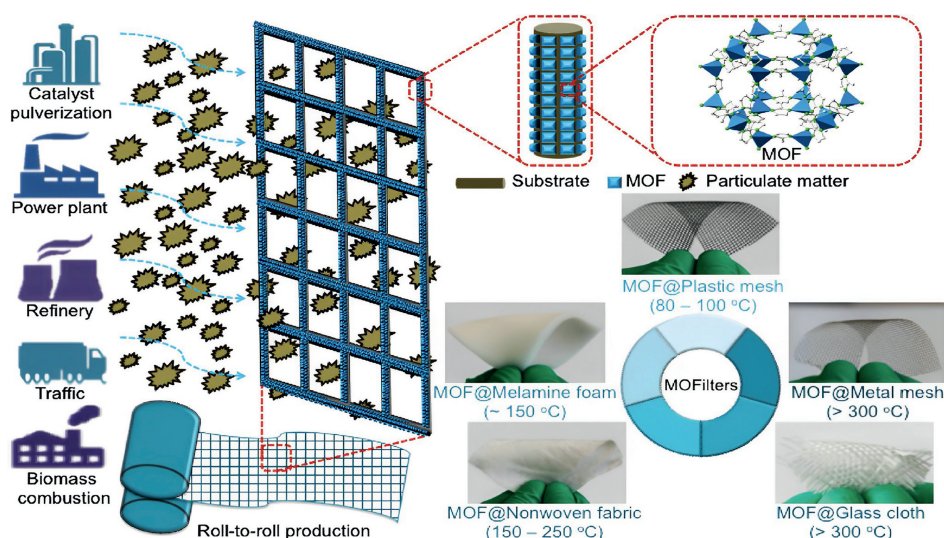 Catalyst
pulverization
Power plant
Refinery
Traffic
Biomass
combustion
Roll-to-roll production
MOF
Substrate MOF Particulate matter
MOF@Plastic mesh
(80 – 100 °C)
MOF@Melamine foam
(~ 150 °C)
MOFilters
MOF@Metal mesh
(> 300 °C)
MOF@Nonwoven fabric
(150 – 250 °C)
MOF@Glass cloth
(> 300 °C)